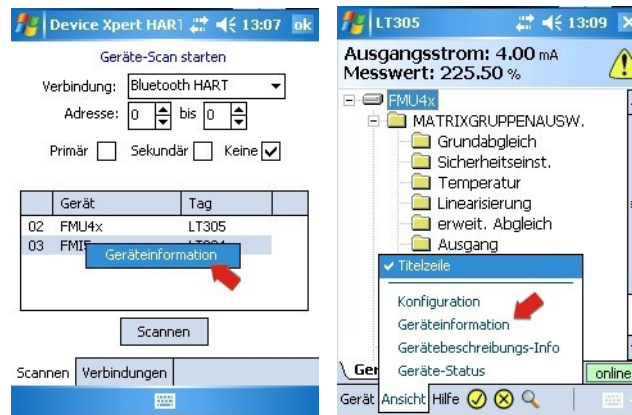 Device Xpert HART 13:07 ok
Geräte-Scan starten
Verbindung: Bluetooth HART
Adresse: 0 bis 0
Primär Sekundär Keine
Gerät Tag
02 FMU4x LT305
03
Geräteinformation
Scannen
Scannen Verbindungen
LT305 13:09
Ausgangsstrom: 4.00 mA
Messwert: 225.50 %
FMU4x
MATRIXGRUPPENAUSW.
Grundabgleich
Sicherheitseinst.
Temperatur
Linearisierung
erweit. Abgleich
Ausgang
Titelzeile
Konfiguration
Geräteinformation
Gerätebeschreibungs-Info
Geräte-Status
online
Gerät Ansicht Hilfe